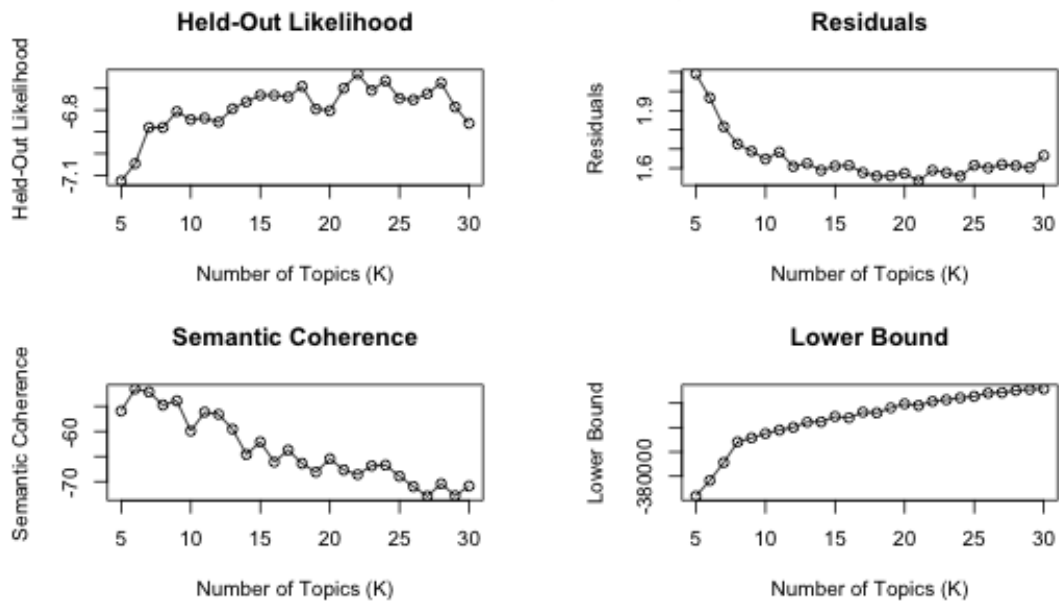 Held-Out Likelihood
Held-Out Likelihood
-6.8
-7.1
5 10 15 20 25 30
Number of Topics (K)
Residuals
Residuals
1.9
1.6
5 10 15 20 25 30
Number of Topics (K)
Semantic Coherence
Semantic Coherence
-60
-70
5 10 15 20 25 30
Number of Topics (K)
Lower Bound
Lower Bound
-380000
5 10 15 20 25 30
Number of Topics (K)